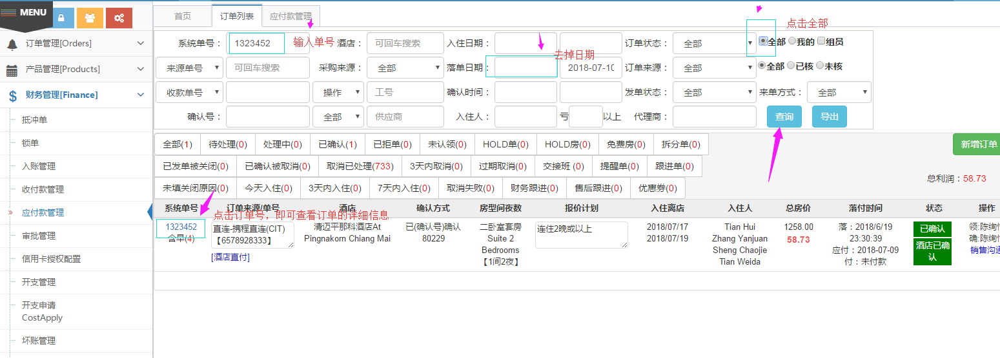 MENU
首页
订单列表
应付款管理
点击全部
订单管理[Orders]
产品管理[Products]
财务管理[Finance]
抵冲单
锁单
入账管理
收付款管理
应付款管理
审批管理
信用卡授权配置
开支管理
开支申请
CostApply
坏账管理
系统单号： 1323452 输入单号 酒店： 可回车搜索 入住日期： 订单状态： 全部 全部 我的 组员
去掉日期
来源单号 可回车搜索 采购来源： 全部 落单日期： 2018-07-10 订单来源： 全部 全部 已核 未核
收款单号 操作 工号 确认时间： 发单状态： 全部 来单方式： 全部
确认号： 全部 供应商 入住人： 亏 以上 代理商： 查询 导出
全部(1) 待处理(0) 处理中(0) 已确认(1) 已拒单(0) 未认领(0) HOLD单(0) HOLD房(0) 免费房(0) 拆分单(0) 新增订单
已发单被关闭(0) 已确认被取消(0) 取消已处理(733) 3天内取消(0) 过期取消(0) 交接班 (0) 提醒单(0) 跟进单(0)
总利润：58.73
未填关闭原因(0) 今天入住(0) 3天内入住(0) 7天内入住(0) 取消失败(0) 财务跟进(0) 售后跟进(0) 优惠券(0)
系统单号 订单来源/单号 酒店 确认方式 房型间夜数 报价计划 入住离店 入住人 总房价 落付时间 状态 操作
点击订单号，即可查看订单的详细信息
1323452
含早(4)
直连-携程直连(CIT)
【6578928333】
[酒店直付]
清迈平那科酒店At
Pingnakorn Chiang Mai
已(确认号)确认
80229
二卧室套房
Suite 2
Bedrooms
【1间2夜】
连住2晚或以上
2018/07/17
2018/07/19
Tian Hui
Zhang Yanjuan
Sheng Chaojie
Tian Weida
1258.00
58.73
落：2018/6/19
23:30:39
应付：2018-07-09
付：未付款
已确认
酒店已确
认
领:陈绚
确:陈绚
销售沟通